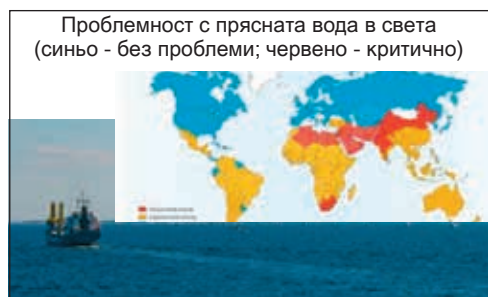 Проблемност с прясната вода в света
(синьо - без проблеми; червено - критично)